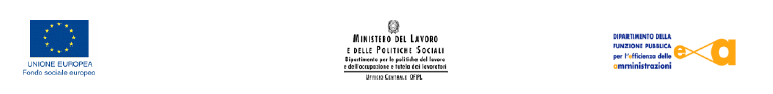 UNIONE EUROPEA
Fondo sociale europeo
MINISTERO DEL LAVORO
E DELLE POLITICHE SOCIALI
Dipartimento per le politiche del lavoro
e dell'occupazione e tutela dei lavoratori
UFFICIO CENTRALE OFPL
DIPARTIMENTO DELLA
FUNZIONE PUBBLICA
per l'efficienza delle
amministrazioni
e a